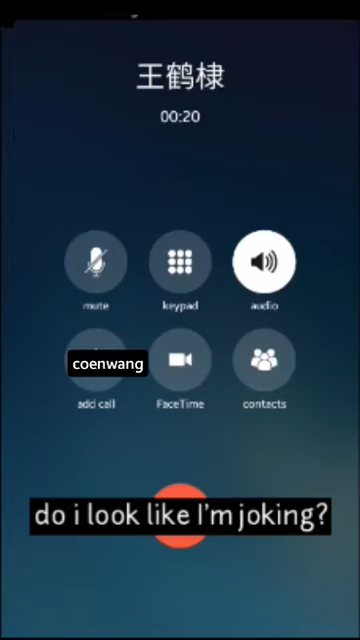 王鹤棣
00:20
mute
keypad
audio
coenwang
add call
FaceTime
contacts
do i look like I'm joking?